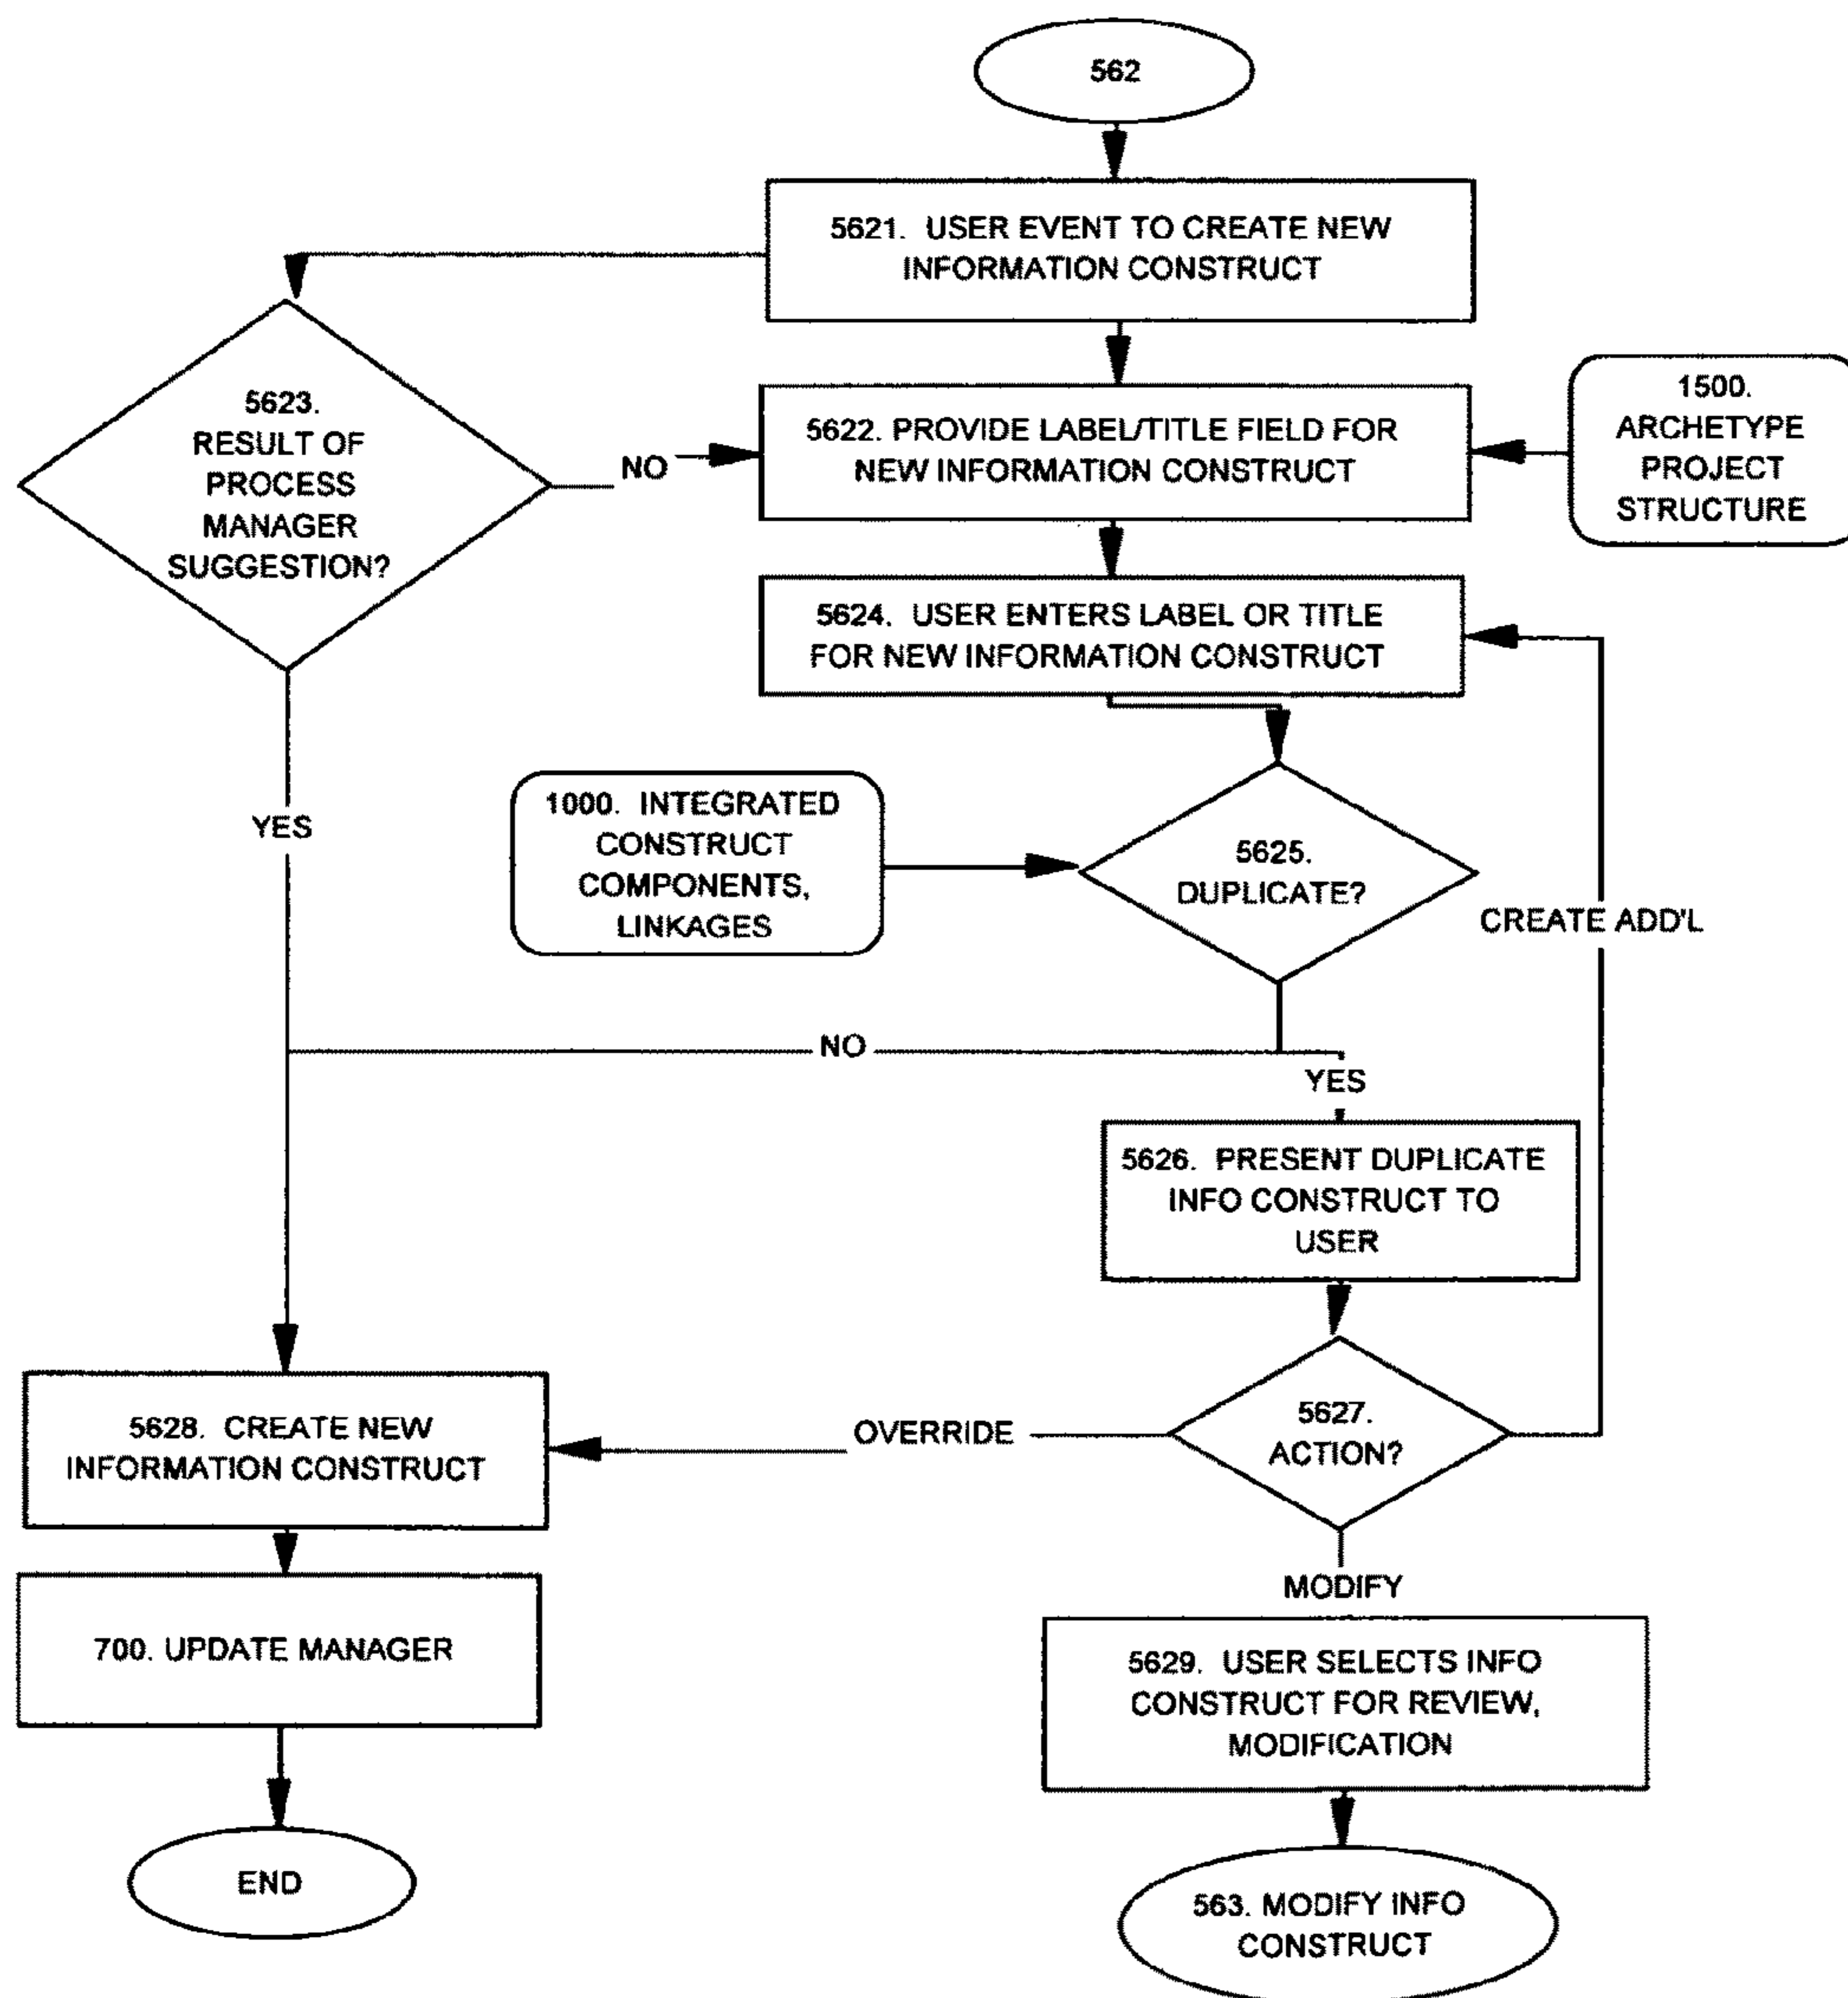 562
5621. USER EVENT TO CREATE NEW
INFORMATION CONSTRUCT
5623.
RESULT OF
PROCESS
MANAGER
SUGGESTION?
NO
5622. PROVIDE LABEL/TITLE FIELD FOR
NEW INFORMATION CONSTRUCT
1500.
ARCHETYPE
PROJECT
STRUCTURE
5624. USER ENTERS LABEL OR TITLE
FOR NEW INFORMATION CONSTRUCT
YES
1000. INTEGRATED
CONSTRUCT
COMPONENTS,
LINKAGES
5625.
DUPLICATE?
CREATE ADD'L
NO
YES
5626. PRESENT DUPLICATE
INFO CONSTRUCT TO
USER
5628. CREATE NEW
INFORMATION CONSTRUCT
OVERRIDE
5627.
ACTION?
MODIFY
700. UPDATE MANAGER
5629. USER SELECTS INFO
CONSTRUCT FOR REVIEW,
MODIFICATION
END
563. MODIFY INFO
CONSTRUCT